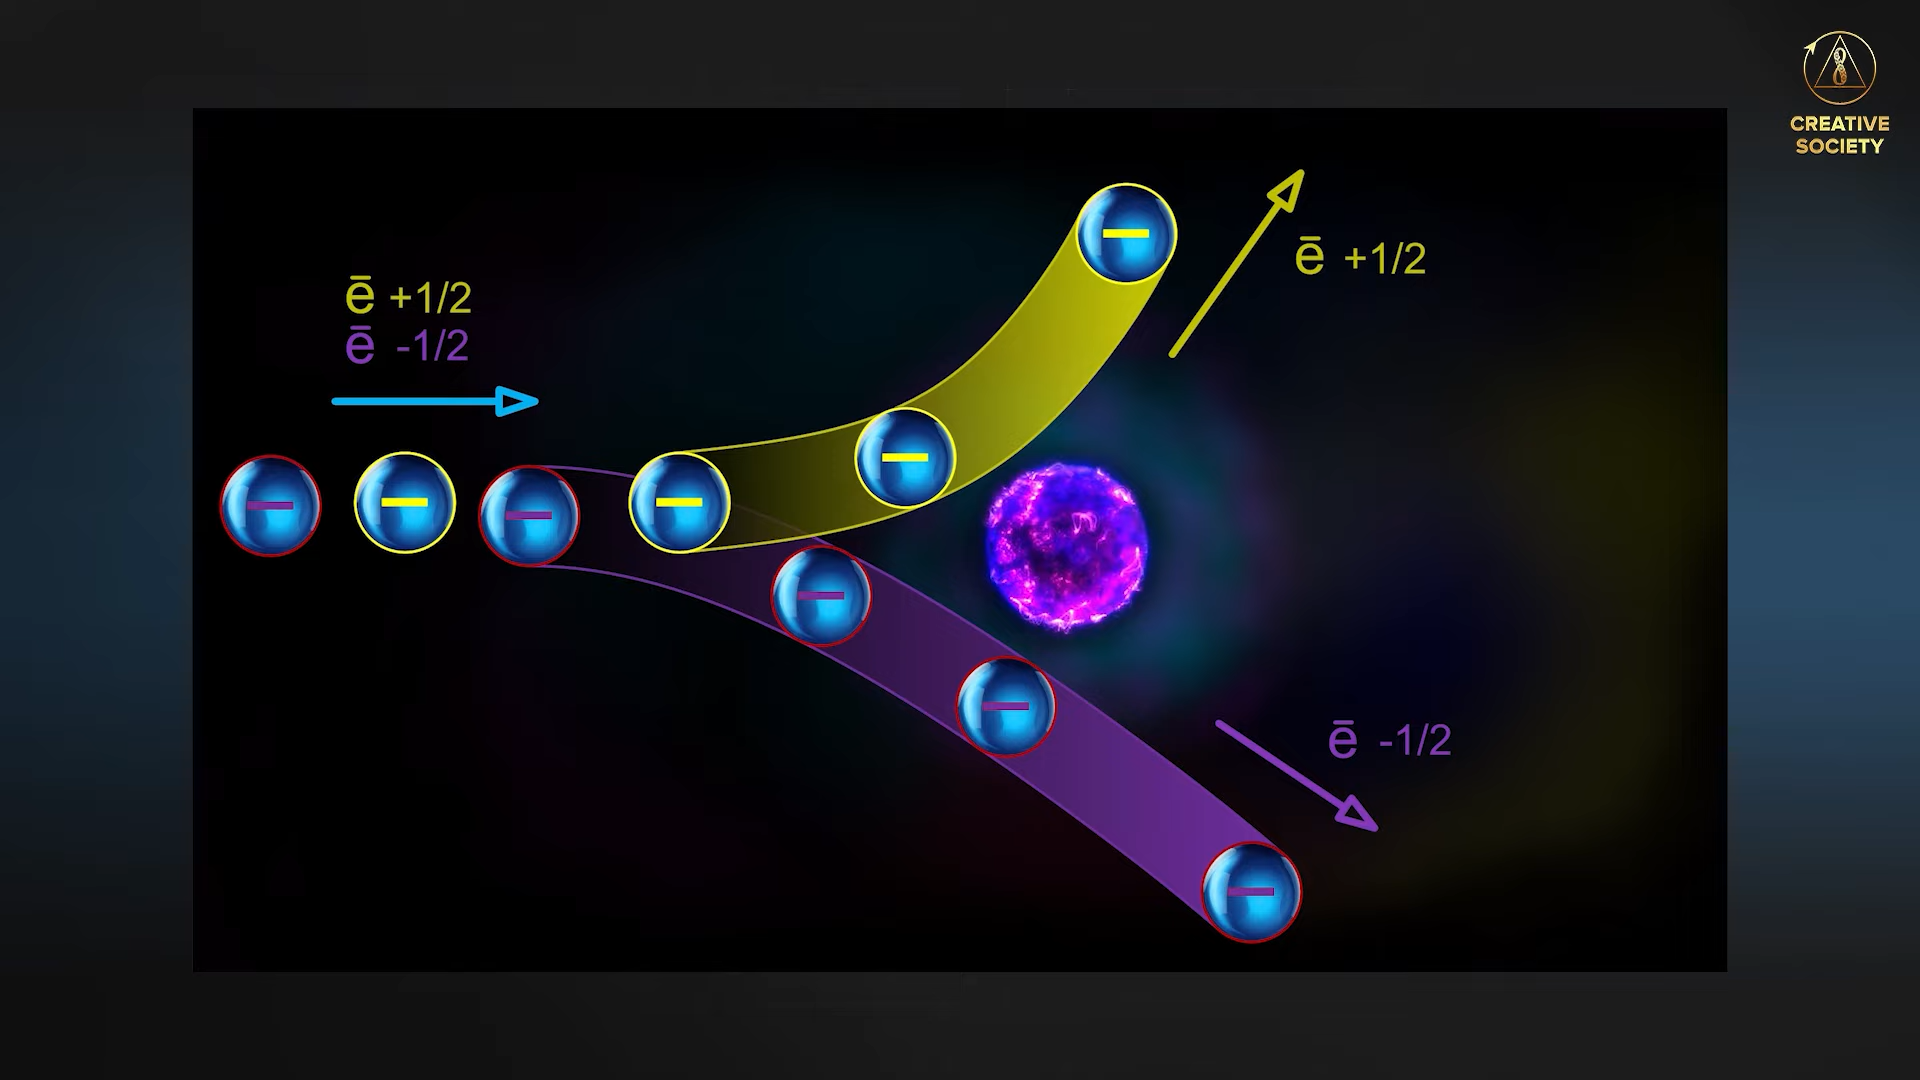 CREATIVE
SOCIETY
ē +1/2
ē -1/2
ē +1/2
ē -1/2